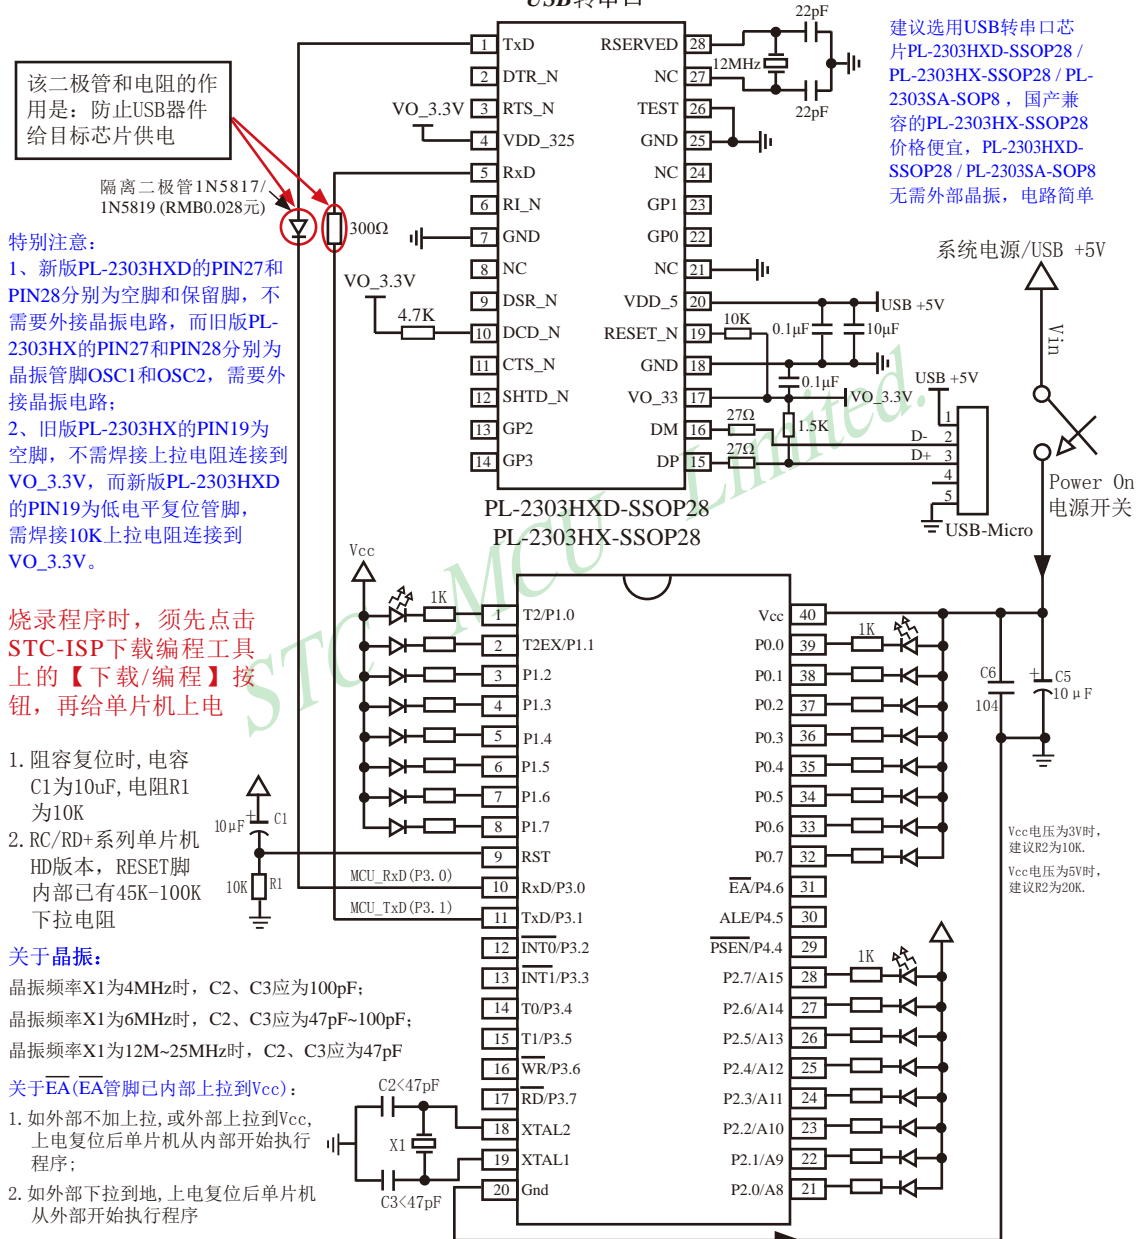 USB转串口
22pF
建议选用USB转串口芯
片PL-2303HXD-SSOP28 /
PL-2303HX-SSOP28 / PL-
2303SA-SOP8 ，国产兼
容的PL-2303HX-SSOP28
价格便宜，PL-2303HXD-
SSOP28 / PL-2303SA-SOP8
无需外部晶振，电路简单
该二极管和电阻的作
用是：防止USB器件
给目标芯片供电
隔离二极管1N5817/
1N5819 (RMB0.028元)
300Ω
VO_3.3V
VO_3.3V
4.7K
1 TxD
2 DTR_N
3 RTS_N
4 VDD_325
5 RxD
6 RI_N
7 GND
8 NC
9 DSR_N
10 DCD_N
11 CTS_N
12 SHTD_N
13 GP2
14 GP3
RSERVED 28
NC 27
TEST 26
GND 25
NC 24
GP1 23
GP0 22
NC 21
VDD_5 20
RESET_N 19
GND 18
VO_33 17
DM 16
DP 15
12MHz
22pF
USB +5V
10K
0.1μF
10μF
0.1μF
VO_3.3V
27Ω
1.5K
27Ω
USB +5V
D-
D+
1
2
3
4
5
USB-Micro
系统电源/USB +5V
Vin
Power On
电源开关
PL-2303HXD-SSOP28
PL-2303HX-SSOP28
特别注意：
1、新版PL-2303HXD的PIN27和
PIN28分别为空脚和保留脚，不
需要外接晶振电路，而旧版PL-
2303HX的PIN27和PIN28分别为
晶振管脚OSC1和OSC2，需要外
接晶振电路；
2、旧版PL-2303HX的PIN19为
空脚，不需焊接上拉电阻连接到
VO_3.3V，而新版PL-2303HXD
的PIN19为低电平复位管脚，
需焊接10K上拉电阻连接到
VO_3.3V。
烧录程序时，须先点击
STC-ISP下载编程工具
上的【下载/编程】按
钮，再给单片机上电
1.阻容复位时,电容
C1为10uF,电阻R1
为10K
2.RC/RD+系列单片机
HD版本，RESET脚
内部已有45K-100K
下拉电阻
关于晶振：
晶振频率X1为4MHz时，C2、C3应为100pF；
晶振频率X1为6MHz时，C2、C3应为47pF~100pF；
晶振频率X1为12M~25MHz时，C2、C3应为47pF
关于EA(EA管脚已内部上拉到Vcc)：
1.如外部不加上拉,或外部上拉到Vcc,
上电复位后单片机从内部开始执行
程序;
2.如外部下拉到地,上电复位后单片机
从外部开始执行程序
Vcc
1K
10μF
+
C1
10K
R1
MCU_RxD(P3.0)
MCU_TxD(P3.1)
C2<47pF
X1
C3<47pF
1 T2/P1.0
2 T2EX/P1.1
3 P1.2
4 P1.3
5 P1.4
6 P1.5
7 P1.6
8 P1.7
9 RST
10 RxD/P3.0
11 TxD/P3.1
12 INT0/P3.2
13 INT1/P3.3
14 T0/P3.4
15 T1/P3.5
16 WR/P3.6
17 RD/P3.7
18 XTAL2
19 XTAL1
20 Gnd
Vcc 40
P0.0 39
P0.1 38
P0.2 37
P0.3 36
P0.4 35
P0.5 34
P0.6 33
P0.7 32
EA/P4.6 31
ALE/P4.5 30
PSEN/P4.4 29
P2.7/A15 28
P2.6/A14 27
P2.5/A13 26
P2.4/A12 25
P2.3/A11 24
P2.2/A10 23
P2.1/A9 22
P2.0/A8 21
1K
1K
C6
104
+
C5
10μF
Vcc电压为3V时,
建议R2为10K.
Vcc电压为5V时,
建议R2为20K.
STC MCU Limited.